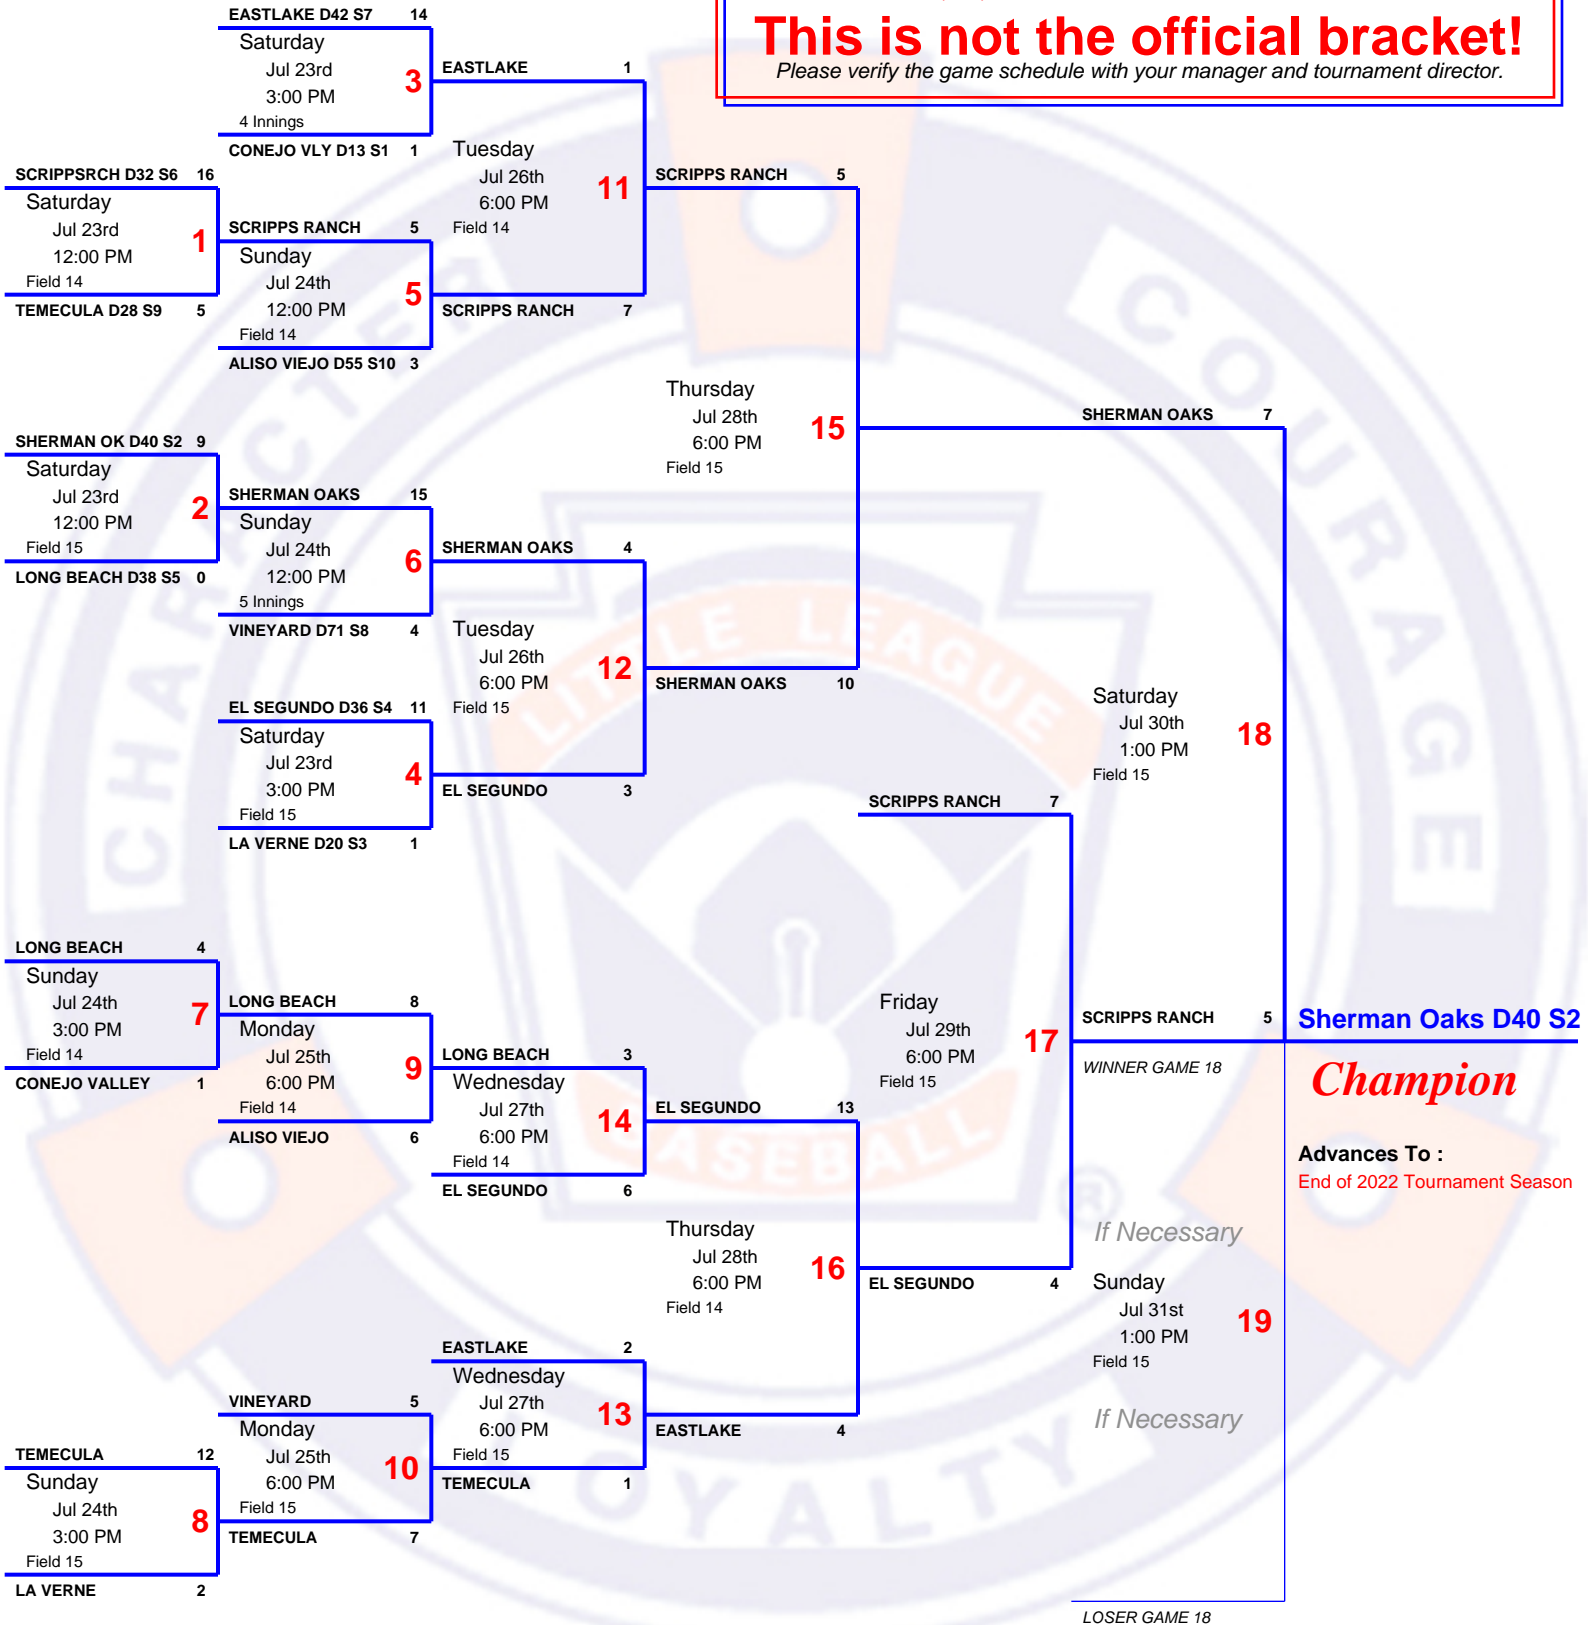 This is not the official bracket!
Please verify the game schedule with your manager and tournament director.
EASTLAKE D42 S7 14
Saturday
Jul 23rd
3:00 PM
4 Innings
3
CONEJO VLY D13 S1 1
SCRIPPSRCH D32 S6 16
Saturday
Jul 23rd
12:00 PM
Field 14
1
TEMECULA D28 S9 5
SCRIPPS RANCH 5
Sunday
Jul 24th
12:00 PM
Field 14
5
ALISO VIEJO D55 S10 3
EASTLAKE 1
Tuesday
Jul 26th
6:00 PM
Field 14
11
SCRIPPS RANCH 7
SHERMAN OK D40 S2 9
Saturday
Jul 23rd
12:00 PM
Field 15
2
LONG BEACH D38 S5 0
SHERMAN OAKS 15
Sunday
Jul 24th
12:00 PM
5 Innings
6
VINEYARD D71 S8 4
EL SEGUNDO D36 S4 11
Saturday
Jul 23rd
3:00 PM
Field 15
4
LA VERNE D20 S3 1
SHERMAN OAKS 4
Tuesday
Jul 26th
6:00 PM
Field 15
12
EL SEGUNDO 3
SCRIPPS RANCH 5
Thursday
Jul 28th
6:00 PM
Field 15
15
SHERMAN OAKS 10
LONG BEACH 4
Sunday
Jul 24th
3:00 PM
Field 14
7
CONEJO VALLEY 1
LONG BEACH 8
Monday
Jul 25th
6:00 PM
Field 14
9
ALISO VIEJO 6
LONG BEACH 3
Wednesday
Jul 27th
6:00 PM
Field 14
14
EL SEGUNDO 6
TEMECULA 12
Sunday
Jul 24th
3:00 PM
Field 15
8
LA VERNE 2
VINEYARD 5
Monday
Jul 25th
6:00 PM
Field 15
10
TEMECULA 7
EASTLAKE 2
Wednesday
Jul 27th
6:00 PM
Field 15
13
TEMECULA 1
EL SEGUNDO 13
Thursday
Jul 28th
6:00 PM
Field 14
16
EASTLAKE 4
SCRIPPS RANCH 7
Friday
Jul 29th
6:00 PM
Field 15
17
EL SEGUNDO 4
SHERMAN OAKS 7
Saturday
Jul 30th
1:00 PM
Field 15
18
SCRIPPS RANCH 5
WINNER GAME 18
If Necessary
Sunday
Jul 31st
1:00 PM
Field 15
19
If Necessary
LOSER GAME 18
Sherman Oaks D40 S2
Champion
Advances To :
End of 2022 Tournament Season
CHARACTER
COURAGE
LOYALTY
LITTLE LEAGUE
BASEBALL
®